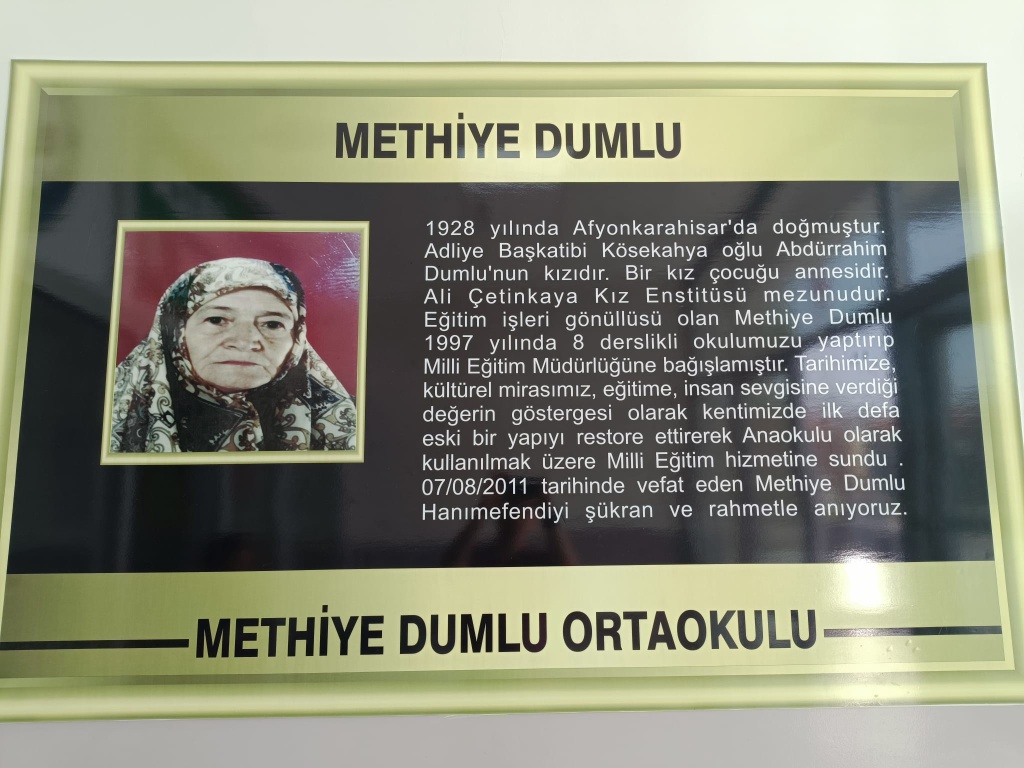 METHİYE DUMLU
1928 yılında Afyonkarahisar'da doğmuştur.
Adliye Başkatibi Kösekahya oğlu Abdürrahim
Dumlu'nun kızıdır. Bir kız çocuğu annesidir.
Ali Çetinkaya Kız Enstitüsü mezunudur.
Eğitim işleri gönüllüsü olan Methiye Dumlu
1997 yılında 8 derslikli okulumuzu yaptırıp
Milli Eğitim Müdürlüğüne bağışlamıştır. Tarihimize,
kültürel mirasımız, eğitime, insan sevgisine verdiği
değerin göstergesi olarak kentimizde ilk defa
eski bir yapıyı restore ettirerek Anaokulu olarak
kullanılmak üzere Milli Eğitim hizmetine sundu .
07/08/2011 tarihinde vefat eden Methiye Dumlu
Hanımefendiyi şükran ve rahmetle anıyoruz.
METHİYE DUMLU ORTAOKULU